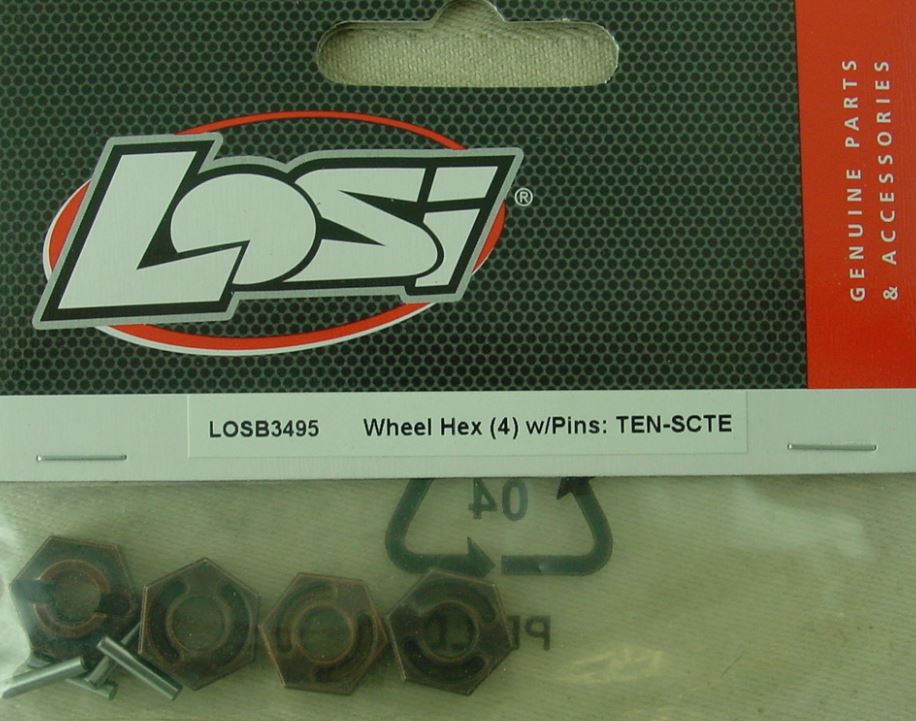 Losi®
GENUINE PARTS
& ACCESSORIES
LOSB3495 Wheel Hex (4) w/Pins: TEN-SCTE
04